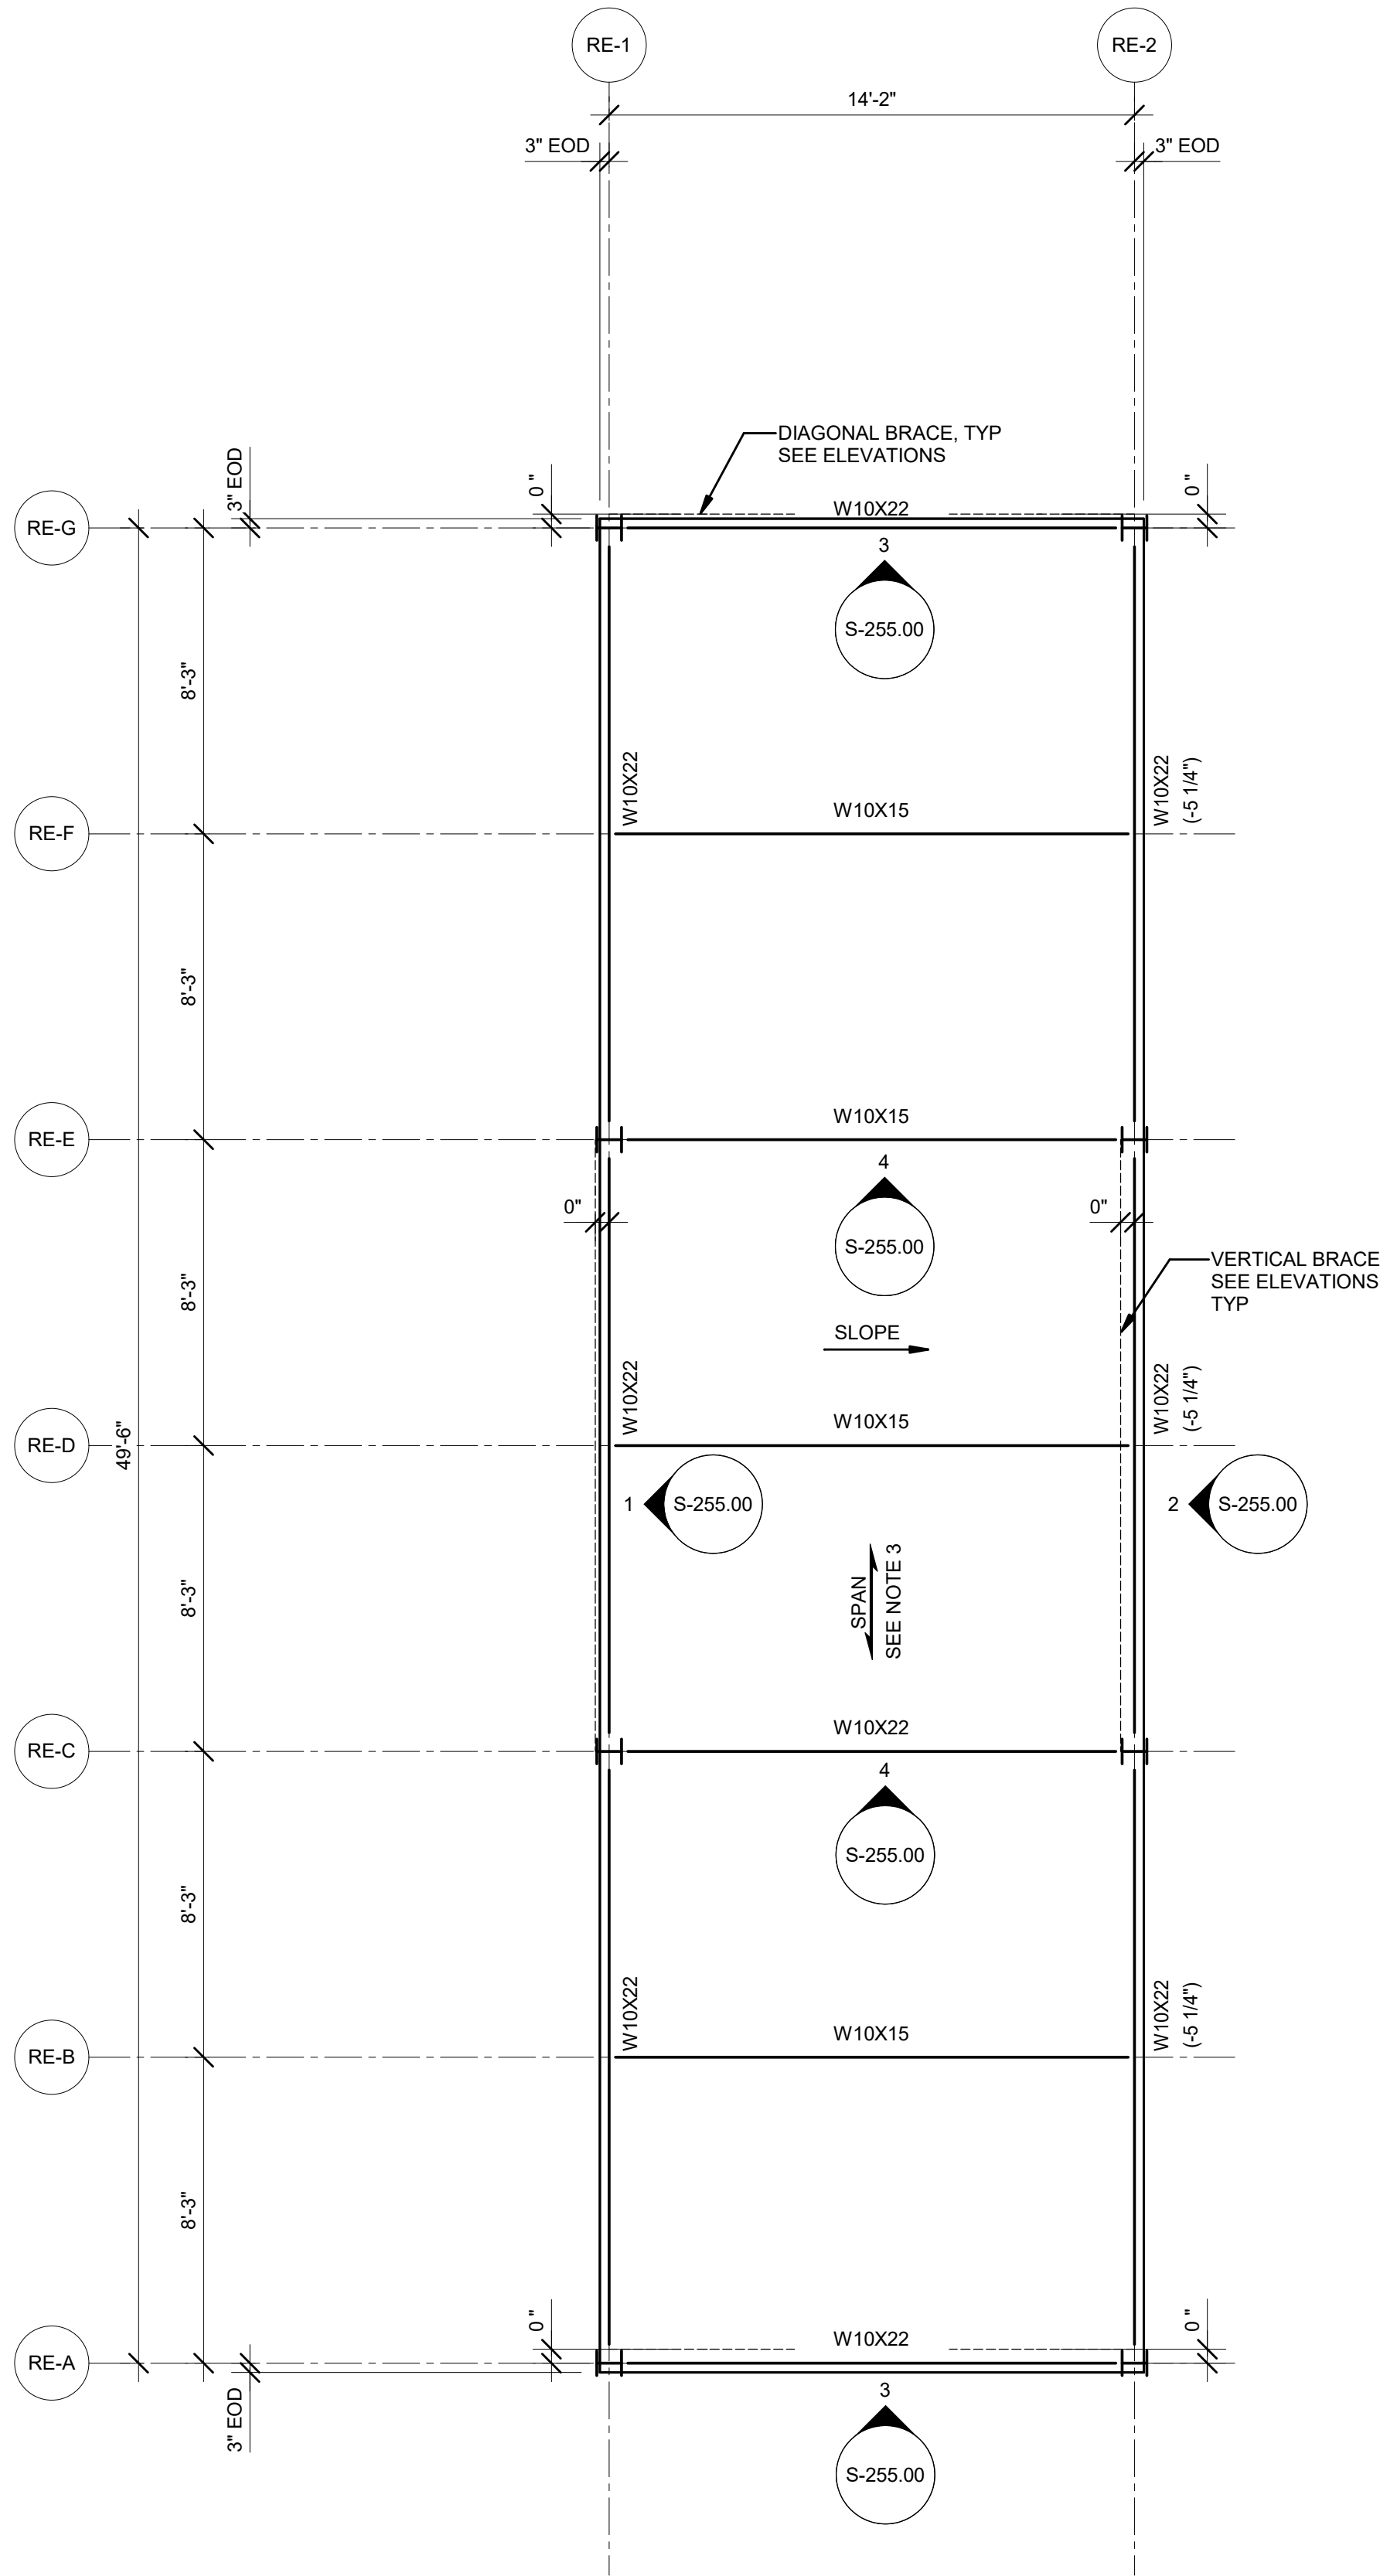 RE-1
RE-2
14'-2"
3" EOD
3" EOD
DIAGONAL BRACE, TYP
SEE ELEVATIONS
3" EOD
0 "
0 "
W10X22
RE-G
3
S-255.00
8'-3"
W10X22
W10X22
(-5 1/4")
W10X15
RE-F
8'-3"
W10X15
RE-E
4
0"
0"
S-255.00
VERTICAL BRACE
SEE ELEVATIONS
TYP
8'-3"
SLOPE
W10X22
W10X22
(-5 1/4")
W10X15
RE-D
49'-6"
1
S-255.00
2
S-255.00
8'-3"
SPAN
SEE NOTE 3
W10X22
RE-C
4
S-255.00
8'-3"
W10X22
W10X22
(-5 1/4")
W10X15
RE-B
8'-3"
0 "
0 "
W10X22
RE-A
3
3" EOD
S-255.00